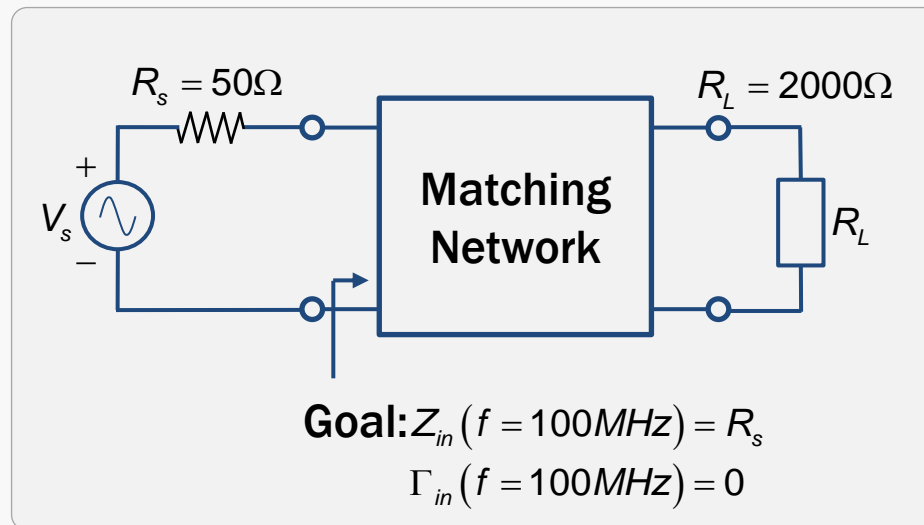 R_s = 50Ω
R_L = 2000Ω
+
V_s
−
Matching
Network
R_L
Goal: Z_in (f = 100MHz) = R_s
Γ_in (f = 100MHz) = 0